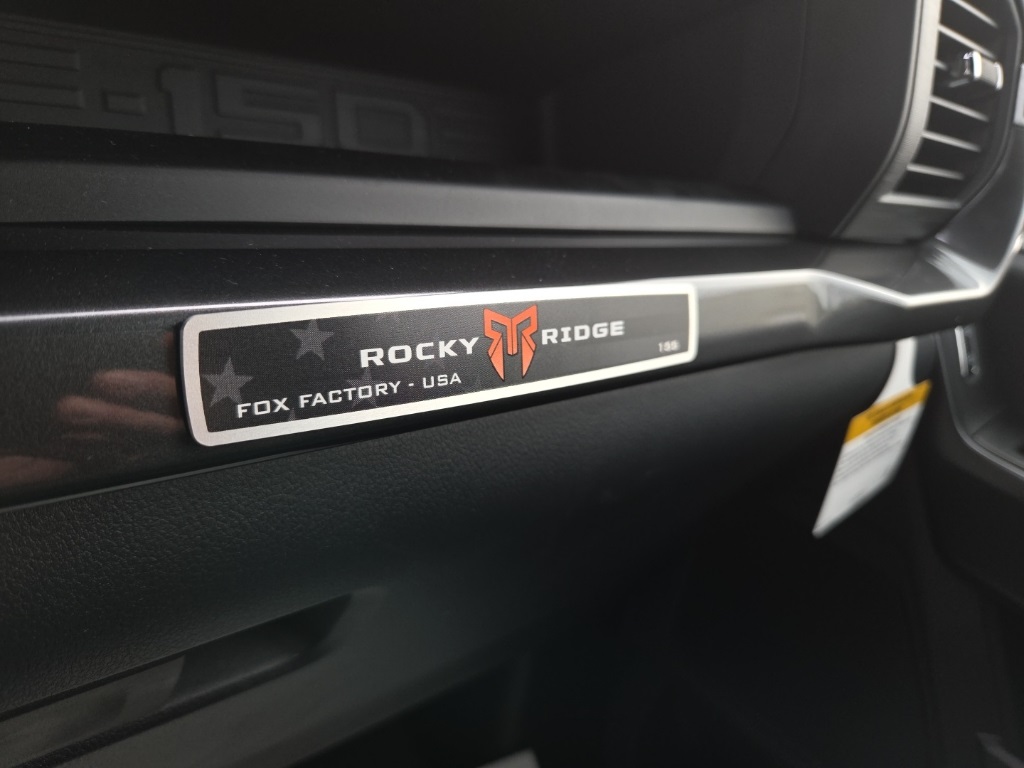 F-150
ROCKY RIDGE
FOX FACTORY - USA